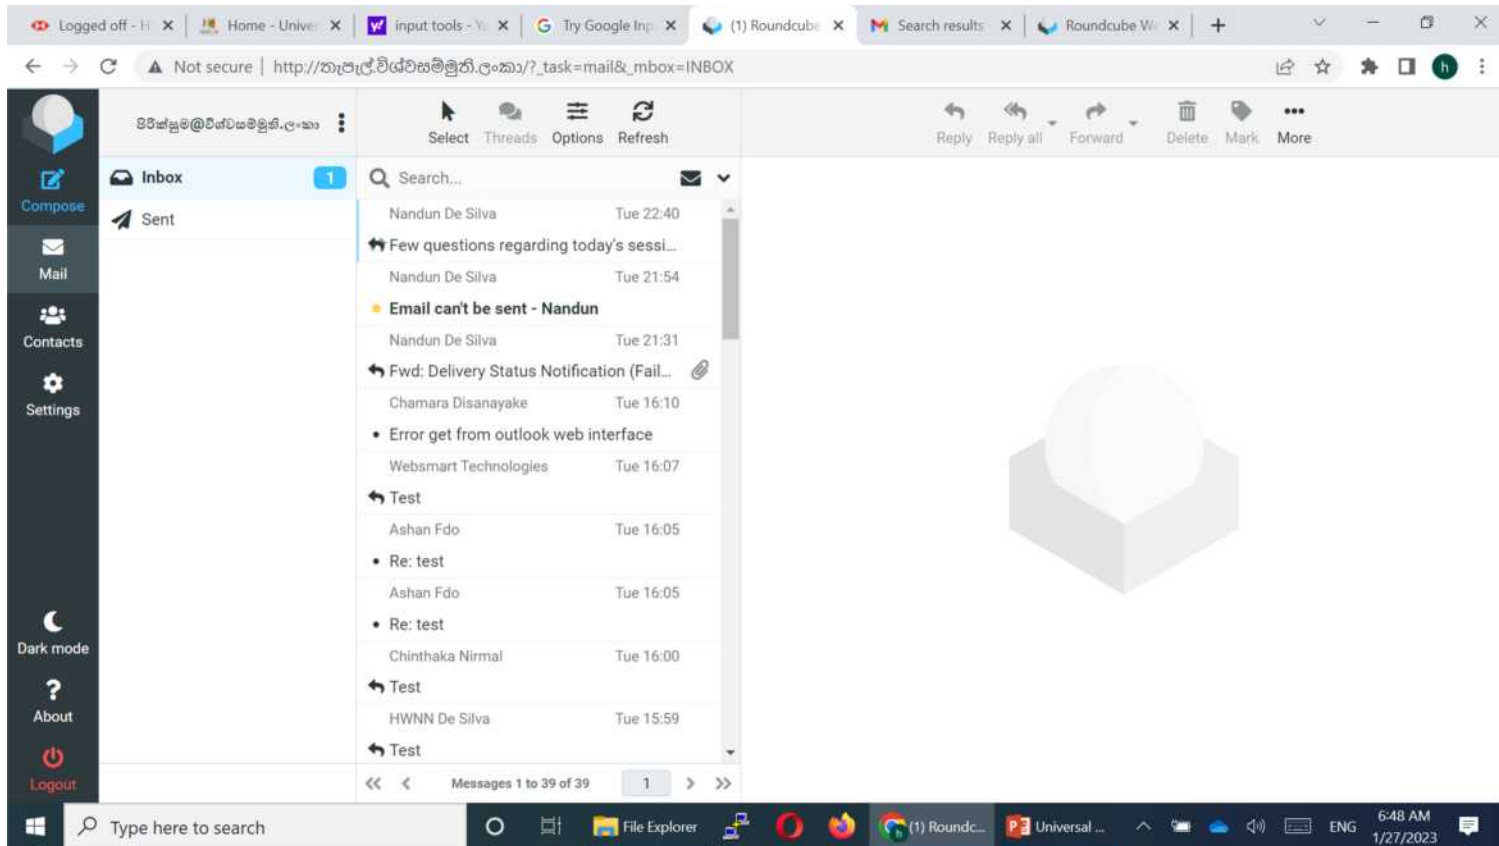 Logged off - H
Home - Univer
input tools - Y
Try Google Inp
(1) Roundcube
Search results
Roundcube We
Not secure | http://තැපැල්.විශ්වසම්මුති.ලංකා/?_task=mail&_mbox=INBOX
h
පිරික්සුම@විශ්වසම්මුති.ලංකා
Select Threads Options Refresh
Reply Reply all Forward Delete Mark More
Compose
Mail
Contacts
Settings
Dark mode
About
Logout
Inbox 1
Sent
Search...
Nandun De Silva Tue 22:40
Few questions regarding today's sessi...
Nandun De Silva Tue 21:54
Email can't be sent - Nandun
Nandun De Silva Tue 21:31
Fwd: Delivery Status Notification (Fail...
Chamara Disanayake Tue 16:10
Error get from outlook web interface
Websmart Technologies Tue 16:07
Test
Ashan Fdo Tue 16:05
Re: test
Ashan Fdo Tue 16:05
Re: test
Chinthaka Nirmal Tue 16:00
Test
HWNN De Silva Tue 15:59
Test
Messages 1 to 39 of 39 1
Type here to search
File Explorer
(1) Roundc...
Universal ...
ENG
6:48 AM
1/27/2023